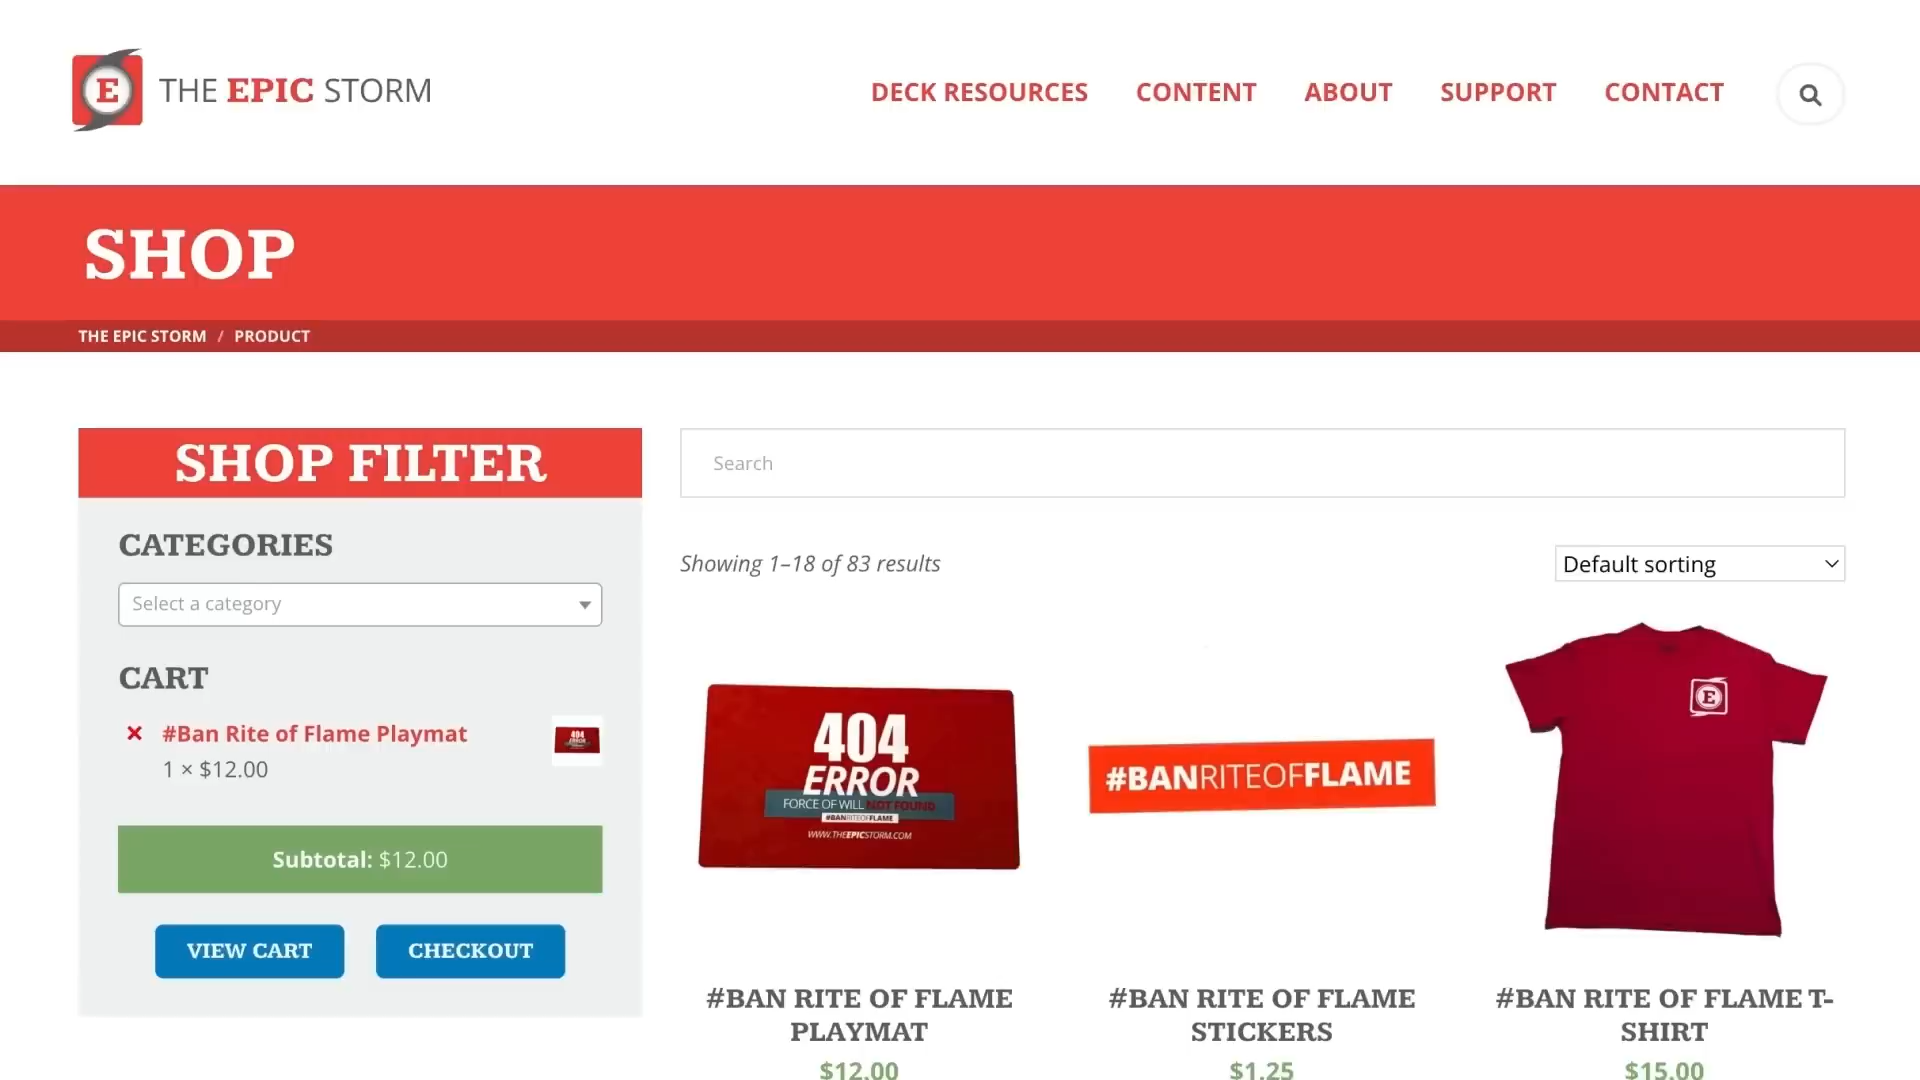 E THE EPIC STORM
DECK RESOURCES CONTENT ABOUT SUPPORT CONTACT
SHOP
THE EPIC STORM / PRODUCT
SHOP FILTER
CATEGORIES
Select a category
CART
#Ban Rite of Flame Playmat
1 × $12.00
404
ERROR
Subtotal: $12.00
VIEW CART CHECKOUT
Search
Showing 1–18 of 83 results
Default sorting
404
ERROR
FORCE OF WILL NOT FOUND
#BANRITEOFFLAME
WWW.THEEPICSTORM.COM
#BAN RITE OF FLAME
PLAYMAT
$12.00
#BANRITEOFFLAME
#BAN RITE OF FLAME
STICKERS
$1.25
E
#BAN RITE OF FLAME T-
SHIRT
$15.00